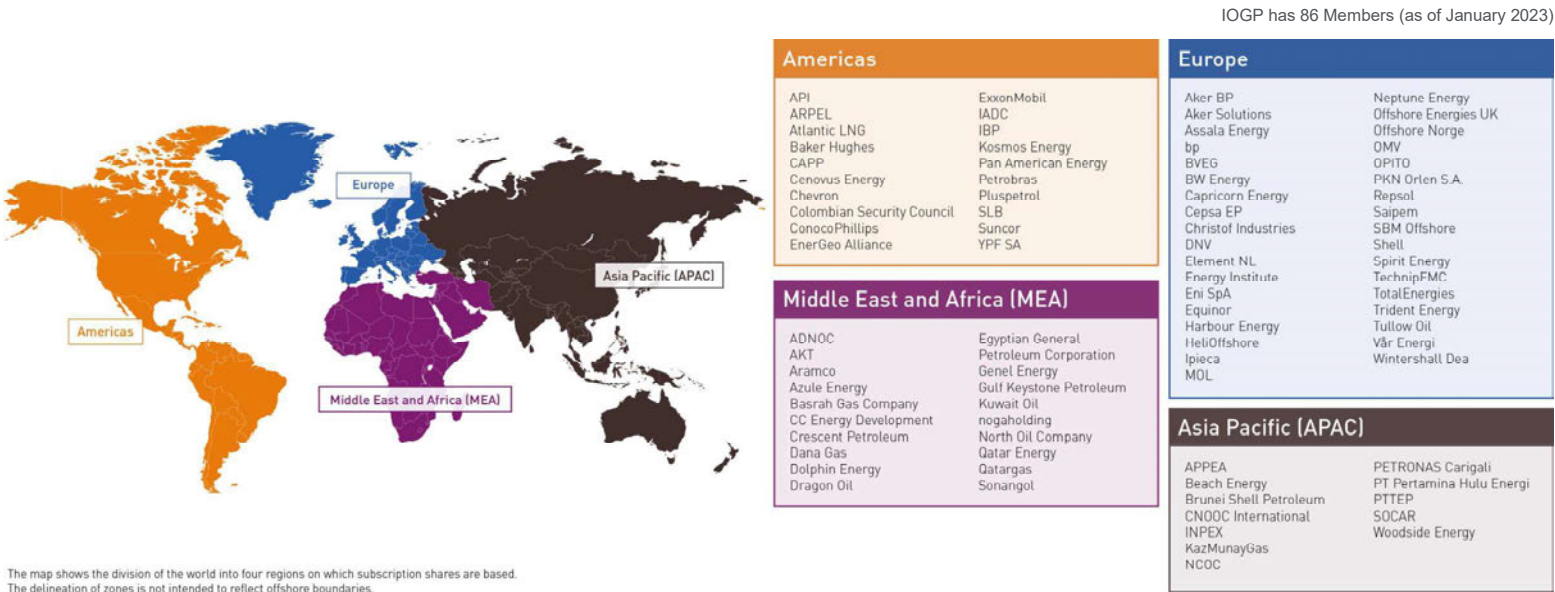 IOGP has 86 Members (as of January 2023)
Europe
Asia Pacific (APAC)
Americas
Middle East and Africa (MEA)
The map shows the division of the world into four regions on which subscription shares are based.
The delineation of zones is not intended to reflect offshore boundaries.
Americas
API
ARPEL
Atlantic LNG
Baker Hughes
CAPP
Cenovus Energy
Chevron
Colombian Security Council
ConocoPhillips
EnerGeo Alliance
ExxonMobil
IADC
IBP
Kosmos Energy
Pan American Energy
Petrobras
Pluspetrol
SLB
Suncor
YPF SA
Middle East and Africa (MEA)
ADNOC
AKT
Aramco
Azule Energy
Basrah Gas Company
CC Energy Development
Crescent Petroleum
Dana Gas
Dolphin Energy
Dragon Oil
Egyptian General
Petroleum Corporation
Genel Energy
Gulf Keystone Petroleum
Kuwait Oil
nogaholding
North Oil Company
Qatar Energy
Qatargas
Sonangol
Europe
Aker BP
Aker Solutions
Assala Energy
bp
BVEG
BW Energy
Capricorn Energy
Cepsa EP
Christof Industries
DNV
Element NL
Energy Institute
Eni SpA
Equinor
Harbour Energy
HeliOffshore
Ipieca
MOL
Neptune Energy
Offshore Energies UK
Offshore Norge
OMV
OPITO
PKN Orlen S.A.
Repsol
Saipem
SBM Offshore
Shell
Spirit Energy
TechnipFMC
TotalEnergies
Trident Energy
Tullow Oil
Vår Energi
Wintershall Dea
Asia Pacific (APAC)
APPEA
Beach Energy
Brunei Shell Petroleum
CNOOC International
INPEX
KazMunayGas
NCOC
PETRONAS Carigali
PT Pertamina Hulu Energi
PTTEP
SOCAR
Woodside Energy